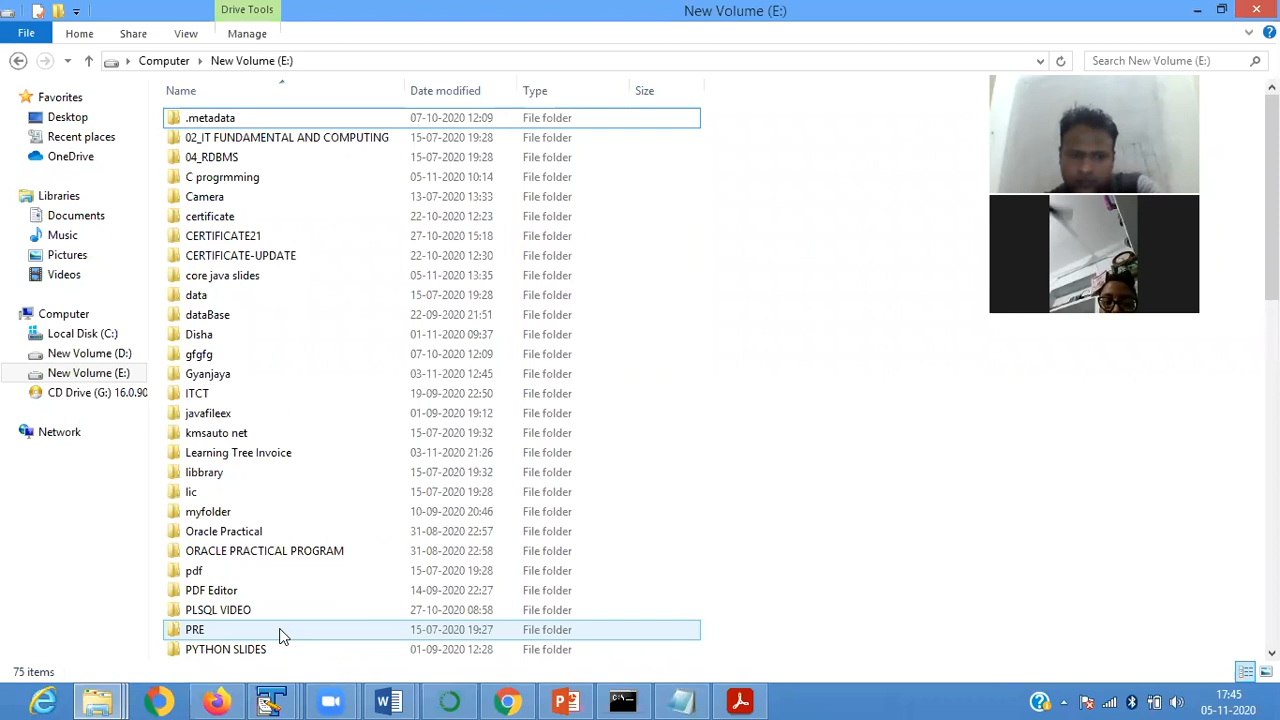 Drive Tools
New Volume (E:)
File
Home
Share
View
Manage
Computer
New Volume (E:)
Search New Volume (E:)
Name
Date modified
Type
Size
Favorites
Desktop
Recent places
OneDrive
Libraries
Documents
Music
Pictures
Videos
Computer
Local Disk (C:)
New Volume (D:)
New Volume (E:)
CD Drive (G:) 16.0.90
Network
.metadata 07-10-2020 12:09 File folder
02_IT FUNDAMENTAL AND COMPUTING 15-07-2020 19:28 File folder
04_RDBMS 15-07-2020 19:28 File folder
C progrmming 05-11-2020 10:14 File folder
Camera 13-07-2020 13:33 File folder
certificate 22-10-2020 12:23 File folder
CERTIFICATE21 27-10-2020 15:18 File folder
CERTIFICATE-UPDATE 22-10-2020 12:30 File folder
core java slides 05-11-2020 13:35 File folder
data 15-07-2020 19:28 File folder
dataBase 22-09-2020 21:51 File folder
Disha 01-11-2020 09:37 File folder
gfgfg 07-10-2020 12:09 File folder
Gyanjaya 03-11-2020 12:45 File folder
ITCT 19-09-2020 22:50 File folder
javafileex 01-09-2020 19:12 File folder
kmsauto net 15-07-2020 19:32 File folder
Learning Tree Invoice 03-11-2020 21:26 File folder
libbrary 15-07-2020 19:32 File folder
lic 15-07-2020 19:28 File folder
myfolder 10-09-2020 20:46 File folder
Oracle Practical 31-08-2020 22:57 File folder
ORACLE PRACTICAL PROGRAM 31-08-2020 22:58 File folder
pdf 15-07-2020 19:28 File folder
PDF Editor 14-09-2020 22:27 File folder
PLSQL VIDEO 27-10-2020 08:58 File folder
PRE 15-07-2020 19:27 File folder
PYTHON SLIDES 01-09-2020 12:28 File folder
75 items
17:45
05-11-2020